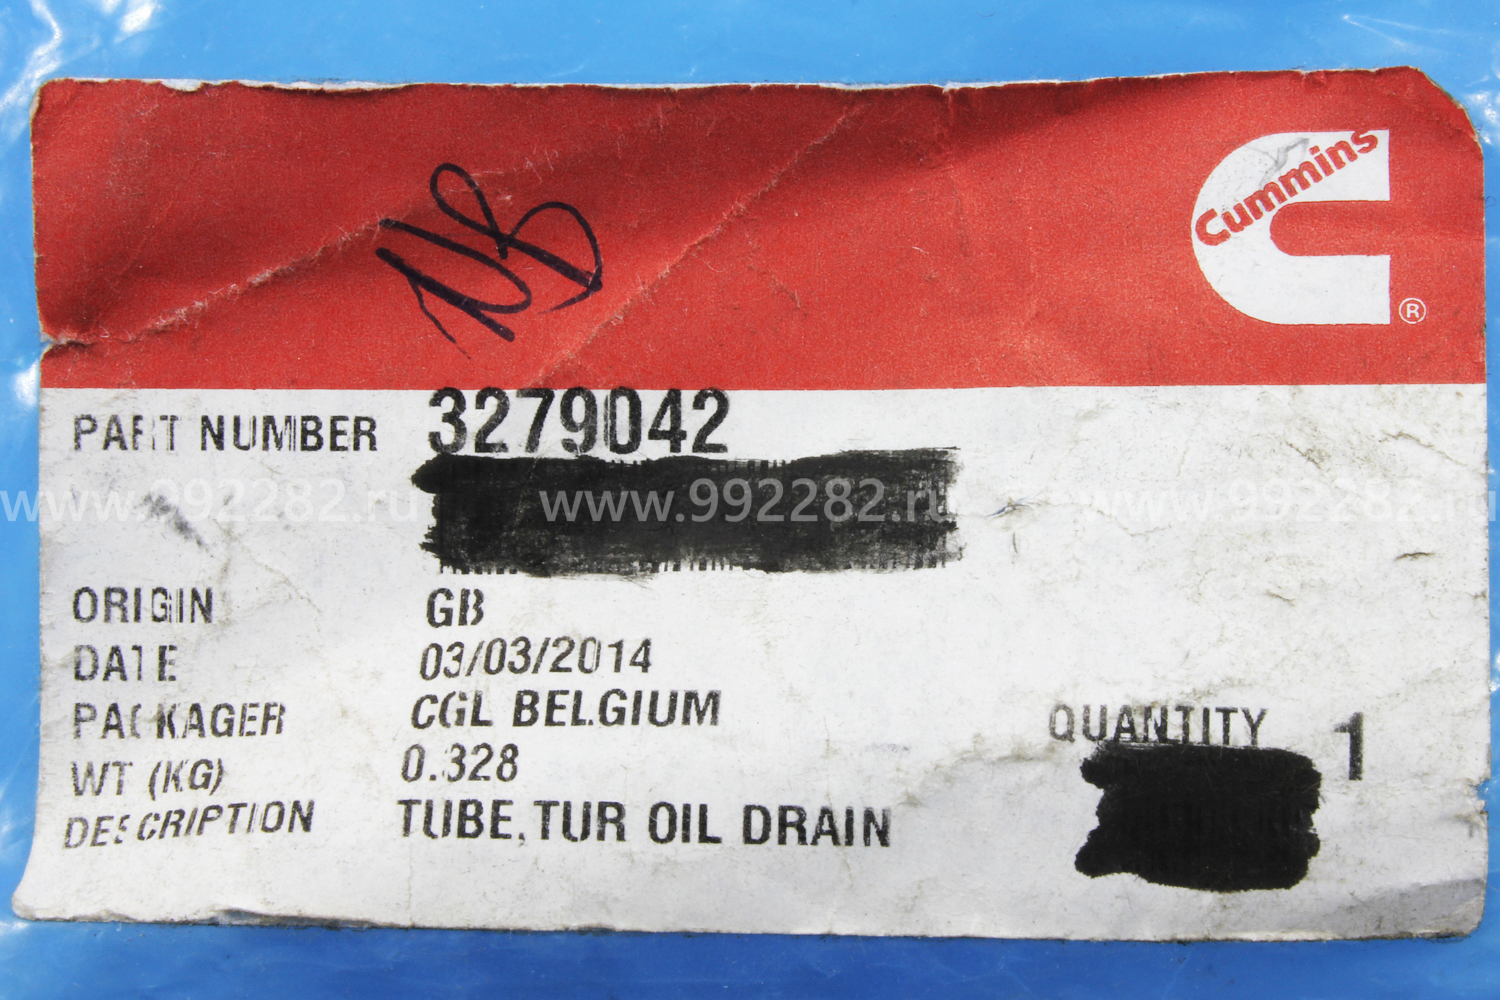 Cummins
®
PART NUMBER 3279042
www.992282.ru www.992282.ru www.992282.ru
ORIGIN GB
DATE 03/03/2014
PACKAGER CGL BELGIUM
QUANTITY 1
WT (KG) 0.328
DESCRIPTION TUBE,TUR OIL DRAIN